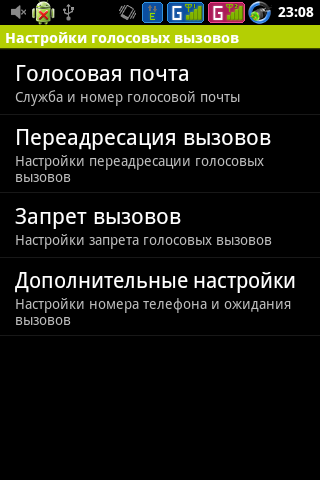 23:08
Настройки голосовых вызовов
Голосовая почта
Служба и номер голосовой почты
Переадресация вызовов
Настройки переадресации голосовых
вызовов
Запрет вызовов
Настройки запрета голосовых вызовов
Дополнительные настройки
Настройки номера телефона и ожидания
вызовов